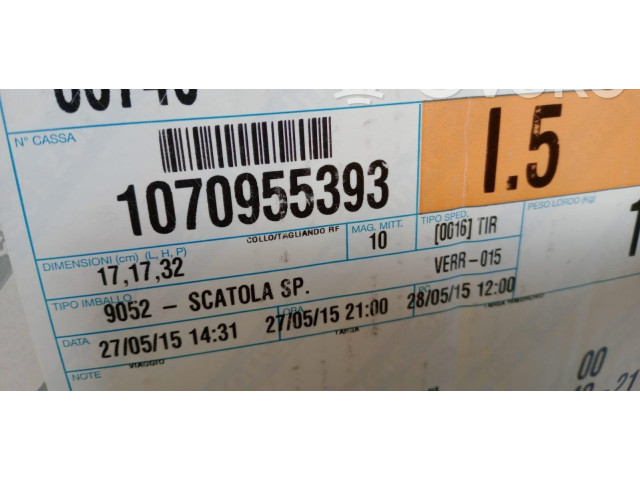 N° CASSA
I.5
1070955393
COLLO/TAGLIANDO RF
MAG. MITT.
10
TIPO SPED.
[0016] TIR
PESO LORDO (Kg)
DIMENSIONI (cm) (L, H, P)
17,17,32
VERR-015
TIPO IMBALLO
9052 - SCATOLA SP.
DATA
27/05/15 14:31
ORA
27/05/15 21:00
28/05/15 12:00
VIAGGIO
TARGA
NOTE
00